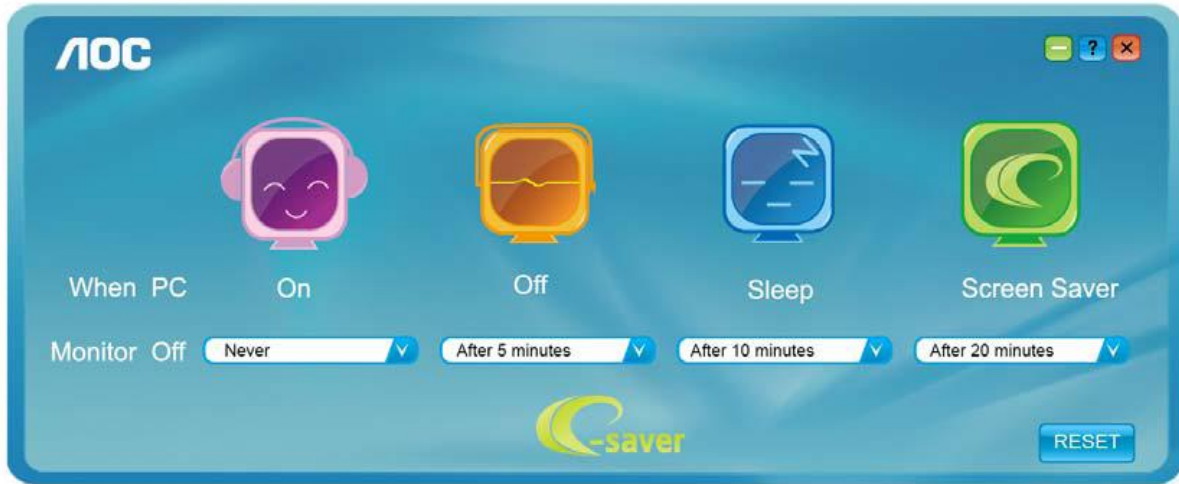 AOC
?
When PC On Off Sleep Screen Saver
Monitor Off Never After 5 minutes After 10 minutes After 20 minutes
e-saver
RESET